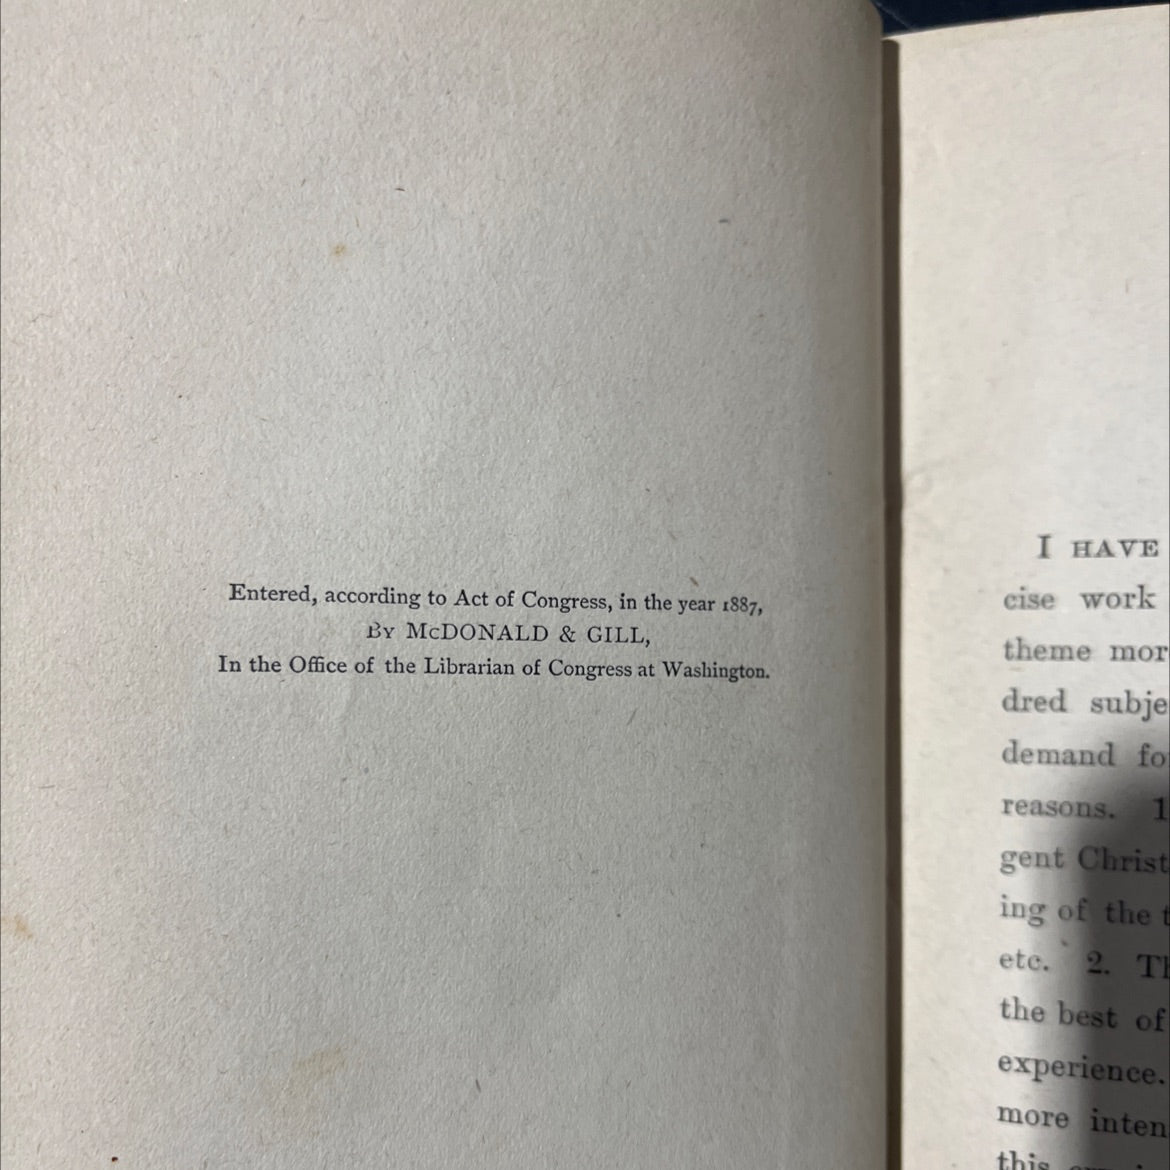 Entered, according to Act of Congress, in the year 1887,
By McDONALD & GILL,
In the Office of the Librarian of Congress at Washington.
I HAVE
cise work
theme mor
dred subje
demand fo
reasons. 1
gent Christ
ing of the t
etc. 2. Th
the best of
experience.
more inten
this